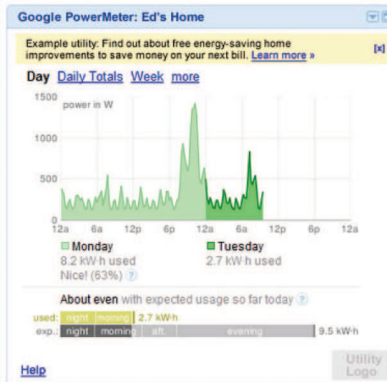 Google PowerMeter: Ed's Home
Example utility: Find out about free energy-saving home
improvements to save money on your next bill. Learn more »
[x]
Day Daily Totals Week more
1500
power in W
1000
500
0
12a 6a 12p 6p 12a 6a 12p 6p 12a
Monday Tuesday
8.2 kW·h used 2.7 kW·h used
Nice! (63%) ?
About even with expected usage so far today ?
used: night morning 2.7 kW·h
exp.: night morning aft. evening 9.5 kW·h
Help
Utility
Logo